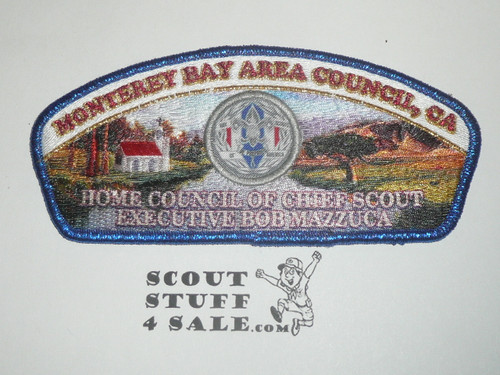 MONTEREY BAY AREA COUNCIL, CA
HOME COUNCIL OF CHIEF SCOUT
EXECUTIVE BOB MAZZUCA
SCOUT
STUFF
4 SALE.com